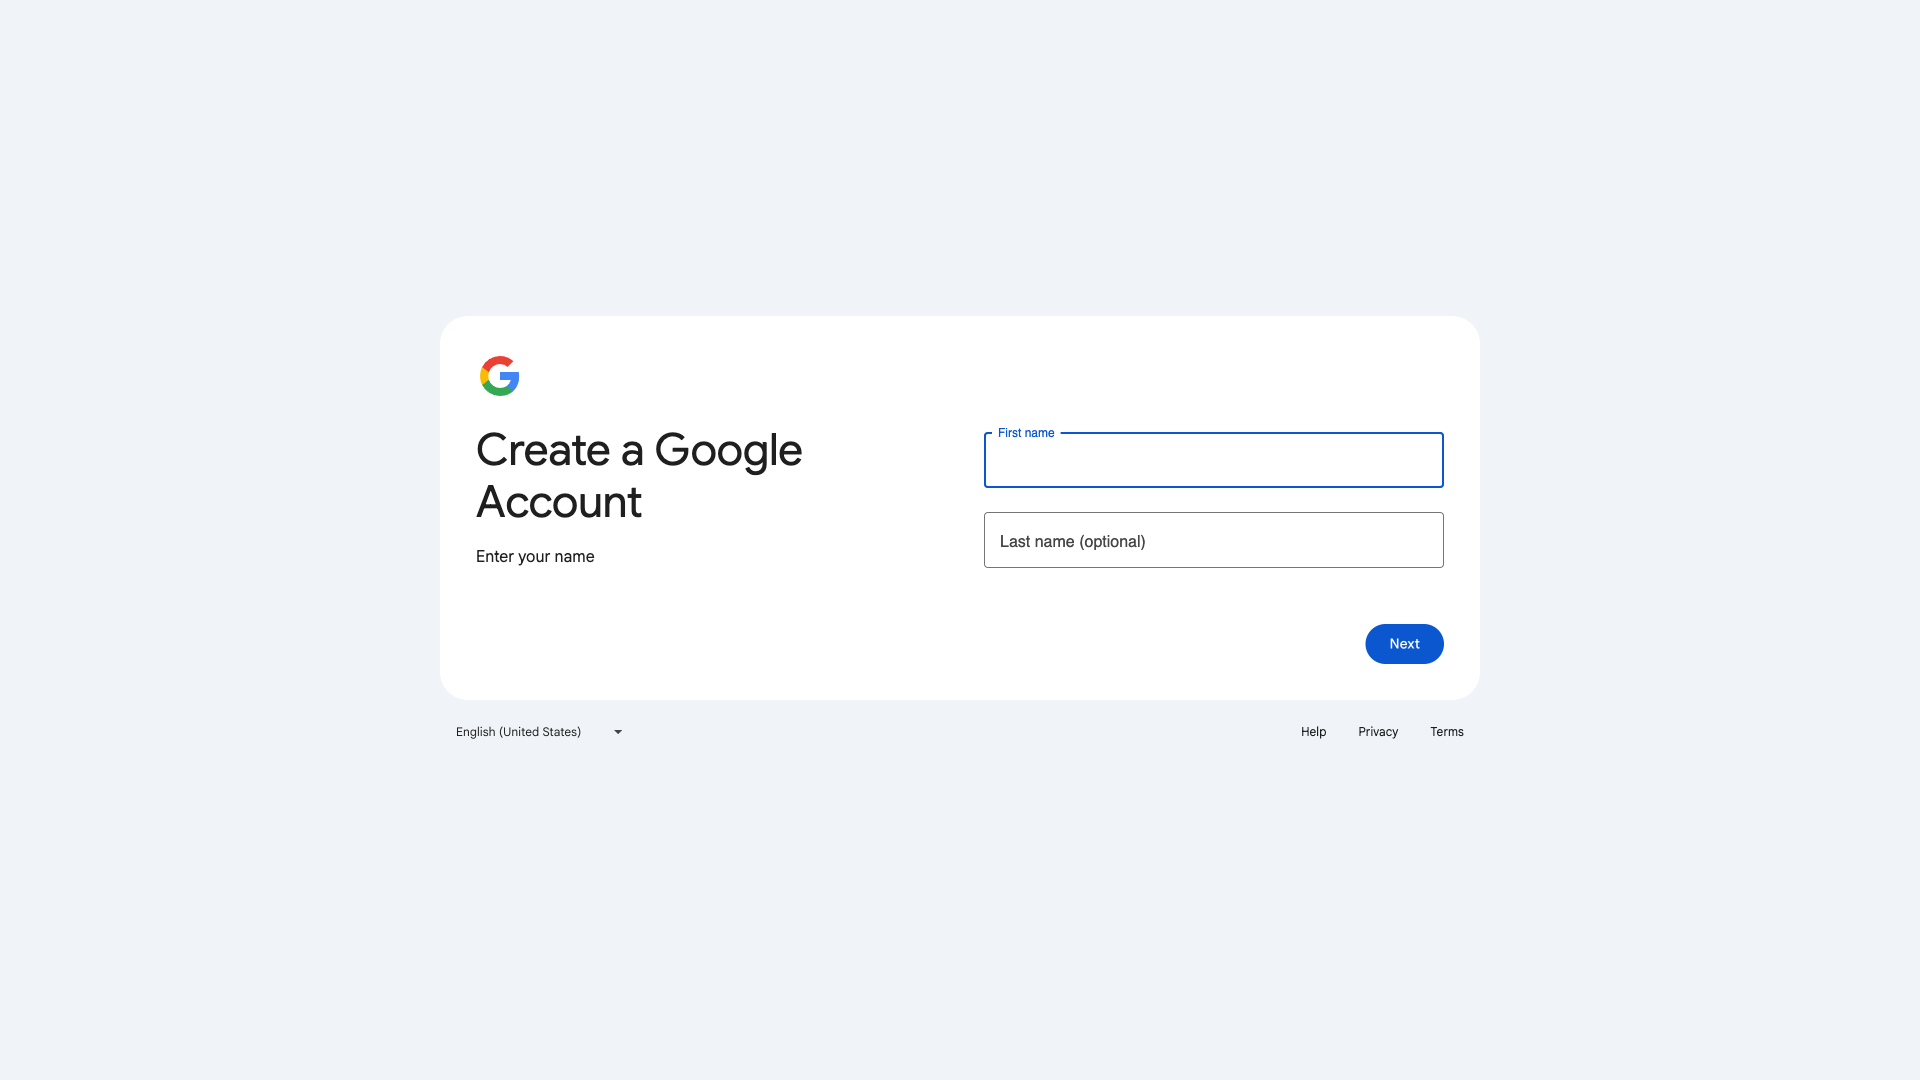 Create a Google
Account
Enter your name
First name
Last name (optional)
Next
English (United States)
Help
Privacy
Terms